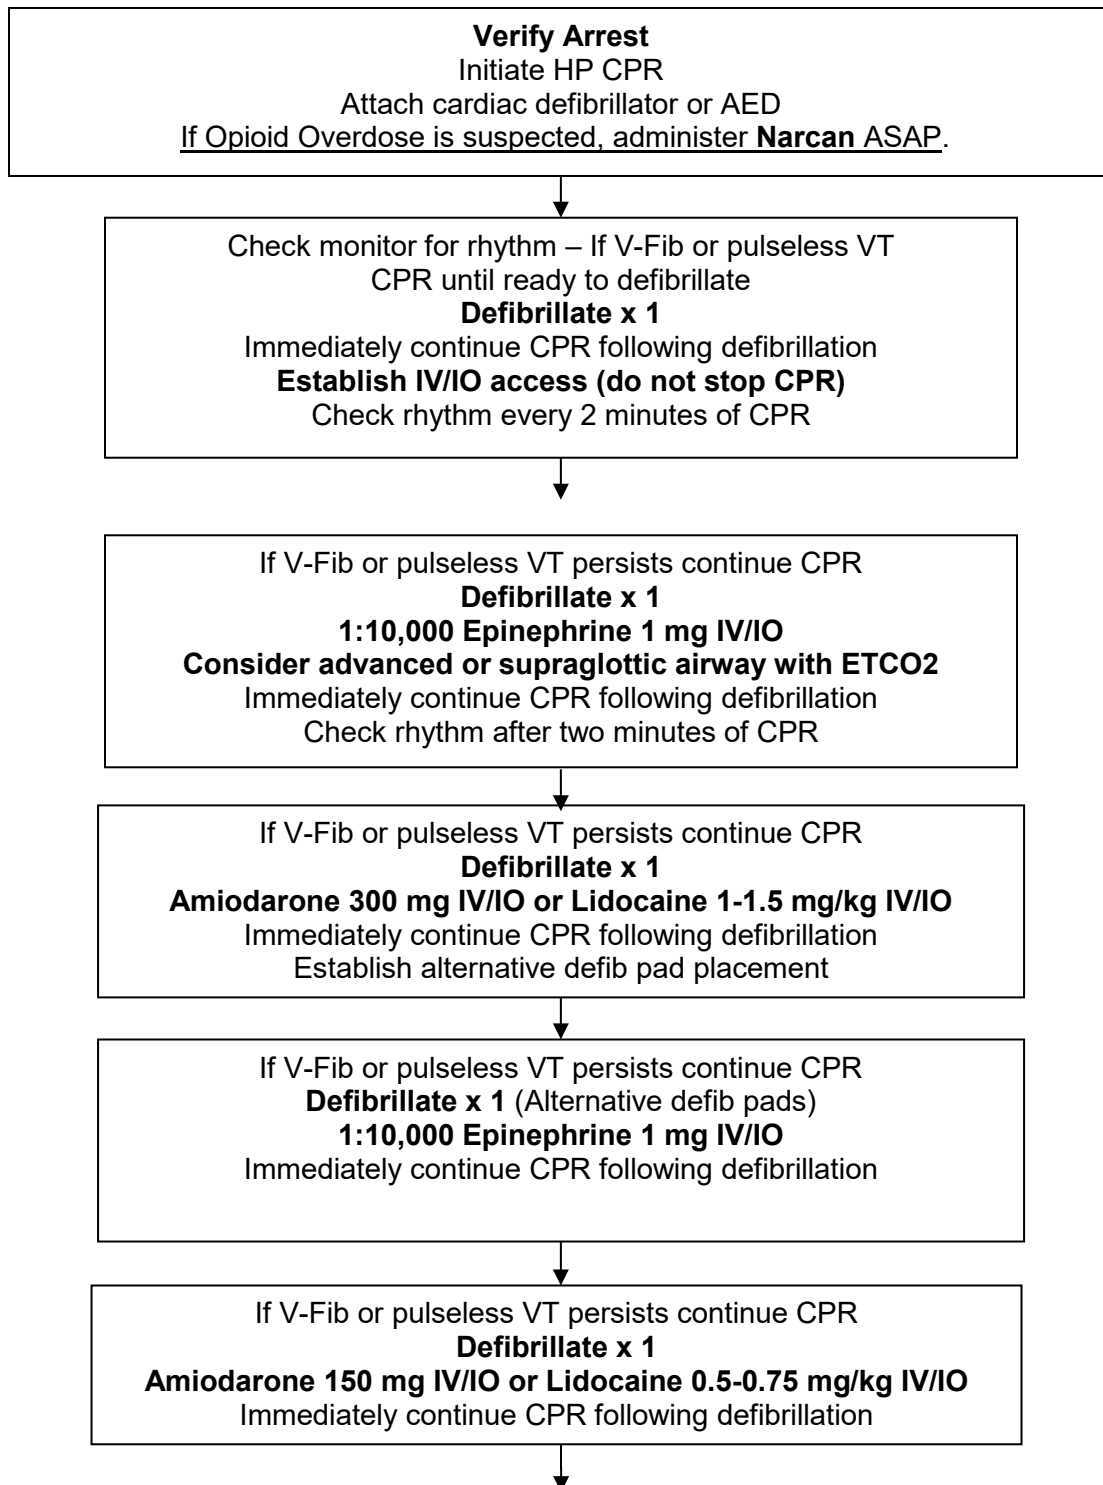 Verify Arrest
Initiate HP CPR
Attach cardiac defibrillator or AED
If Opioid Overdose is suspected, administer Narcan ASAP.
Check monitor for rhythm – If V-Fib or pulseless VT
CPR until ready to defibrillate
Defibrillate x 1
Immediately continue CPR following defibrillation
Establish IV/IO access (do not stop CPR)
Check rhythm every 2 minutes of CPR
If V-Fib or pulseless VT persists continue CPR
Defibrillate x 1
1:10,000 Epinephrine 1 mg IV/IO
Consider advanced or supraglottic airway with ETCO2
Immediately continue CPR following defibrillation
Check rhythm after two minutes of CPR
If V-Fib or pulseless VT persists continue CPR
Defibrillate x 1
Amiodarone 300 mg IV/IO or Lidocaine 1-1.5 mg/kg IV/IO
Immediately continue CPR following defibrillation
Establish alternative defib pad placement
If V-Fib or pulseless VT persists continue CPR
Defibrillate x 1 (Alternative defib pads)
1:10,000 Epinephrine 1 mg IV/IO
Immediately continue CPR following defibrillation
If V-Fib or pulseless VT persists continue CPR
Defibrillate x 1
Amiodarone 150 mg IV/IO or Lidocaine 0.5-0.75 mg/kg IV/IO
Immediately continue CPR following defibrillation